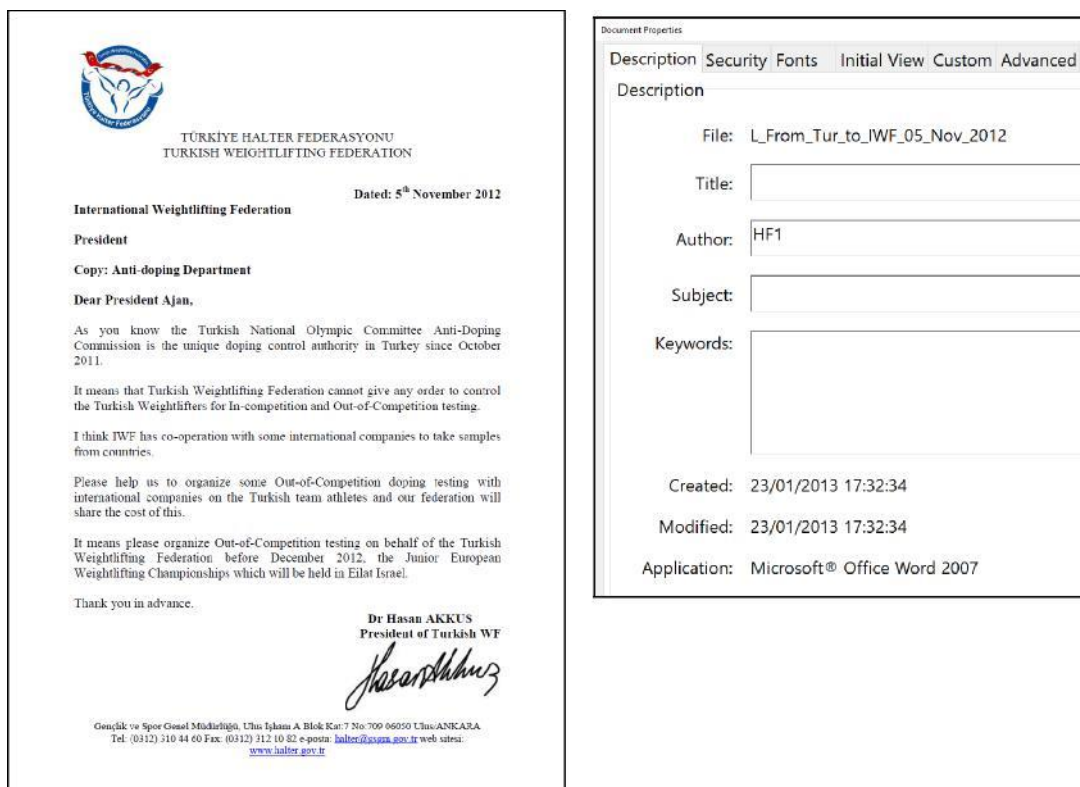 Türkiye Halter Federasyonu
TÜRKİYE HALTER FEDERASYONU
TURKISH WEIGHTLIFTING FEDERATION
Dated: 5th November 2012
International Weightlifting Federation
President
Copy: Anti-doping Department
Dear President Ajan,
As you know the Turkish National Olympic Committee Anti-Doping
Commission is the unique doping control authority in Turkey since October
2011.
It means that Turkish Weightlifting Federation cannot give any order to control
the Turkish Weightlifters for In-competition and Out-of-Competition testing.
I think IWF has co-operation with some international companies to take samples
from countries.
Please help us to organize some Out-of-Competition doping testing with
international companies on the Turkish team athletes and our federation will
share the cost of this.
It means please organize Out-of-Competition testing on behalf of the Turkish
Weightlifting Federation before December 2012, the Junior European
Weightlifting Championships which will be held in Eilat Israel.
Thank you in advance.
Dr Hasan AKKUS
President of Turkish WF
Hasan Akkus
Gençlik ve Spor Genel Müdürlüğü, Ulus İşhanı A Blok Kat:7 No:709 06050 Ulus/ANKARA
Tel: (0312) 310 44 60 Fax: (0312) 312 10 82 e-posta: halter@gsgm.gov.tr web sitesi:
www.halter.gov.tr
Document Properties
Description Security Fonts Initial View Custom Advanced
Description
File: L_From_Tur_to_IWF_05_Nov_2012
Title:
Author: HF1
Subject:
Keywords:
Created: 23/01/2013 17:32:34
Modified: 23/01/2013 17:32:34
Application: Microsoft® Office Word 2007